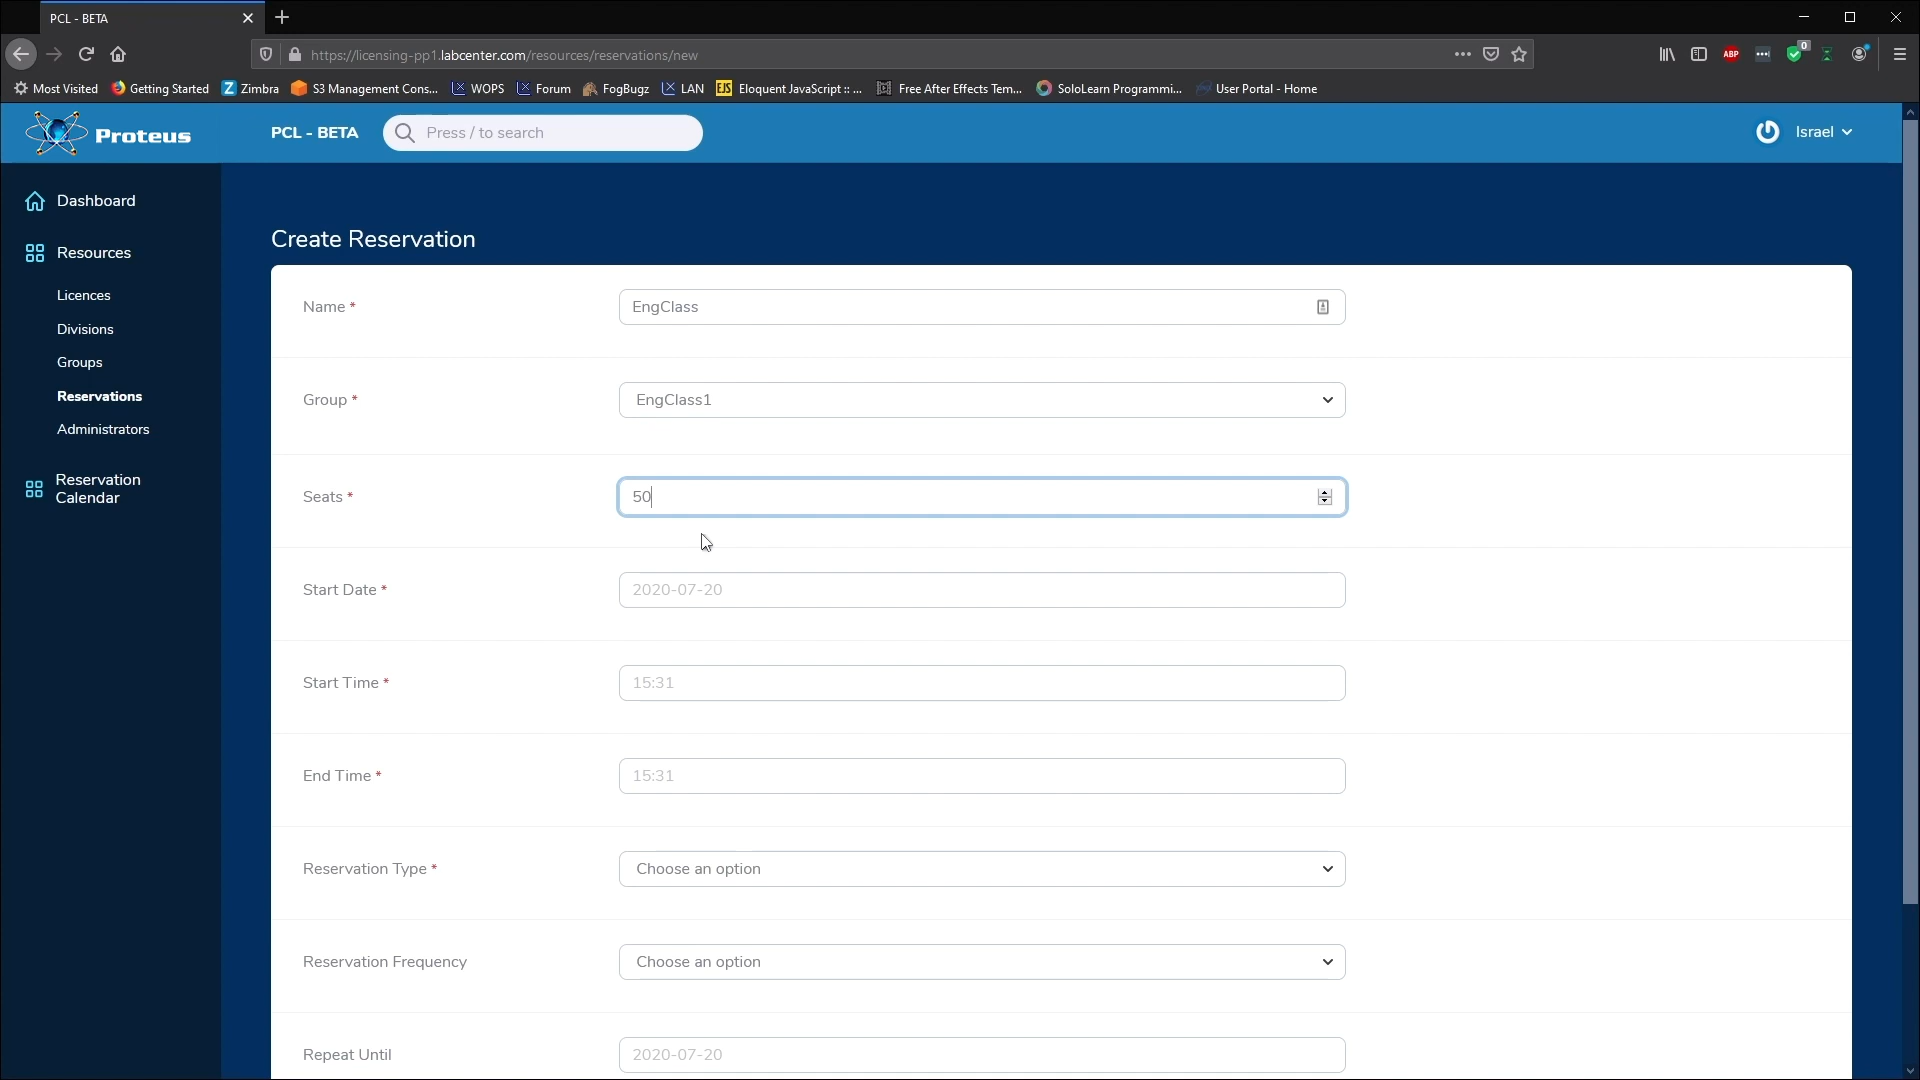 PCL - BETA
https://licensing-pp1.labcenter.com/resources/reservations/new
ABP
0
Most Visited
Getting Started
Zimbra
S3 Management Cons...
WOPS
Forum
FogBugz
LAN
EJS
Eloquent JavaScript :: ...
Free After Effects Tem...
SoloLearn Programmi...
User Portal - Home
Proteus
PCL - BETA
Press / to search
Israel
Dashboard
Resources
Licences
Divisions
Groups
Reservations
Administrators
Reservation
Calendar
Create Reservation
Name *
EngClass
Group *
EngClass1
Seats *
50
Start Date *
2020-07-20
Start Time *
15:31
End Time *
15:31
Reservation Type *
Choose an option
Reservation Frequency
Choose an option
Repeat Until
2020-07-20